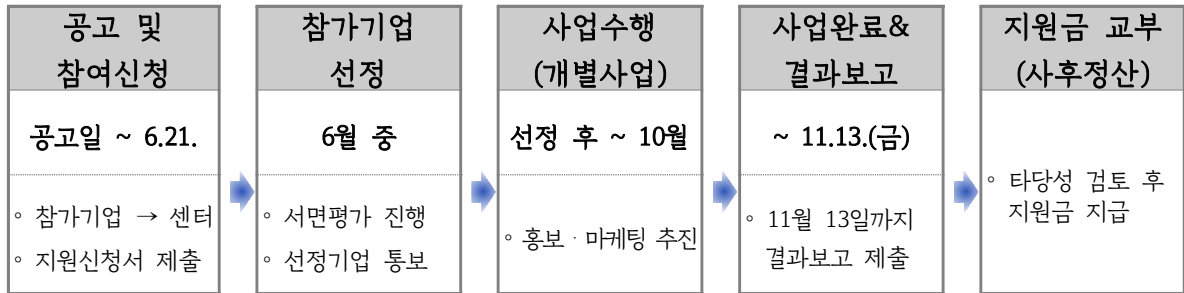 공고 및
참여신청
공고일 ~ 6.21.
◦ 참가기업 → 센터
◦ 지원신청서 제출
참가기업
선정
6월 중
◦ 서면평가 진행
◦ 선정기업 통보
사업수행
(개별사업)
선정 후 ~ 10월
◦ 홍보 · 마케팅 추진
사업완료&
결과보고
~ 11.13.(금)
◦ 11월 13일까지
결과보고 제출
지원금 교부
(사후정산)
◦ 타당성 검토 후
지원금 지급